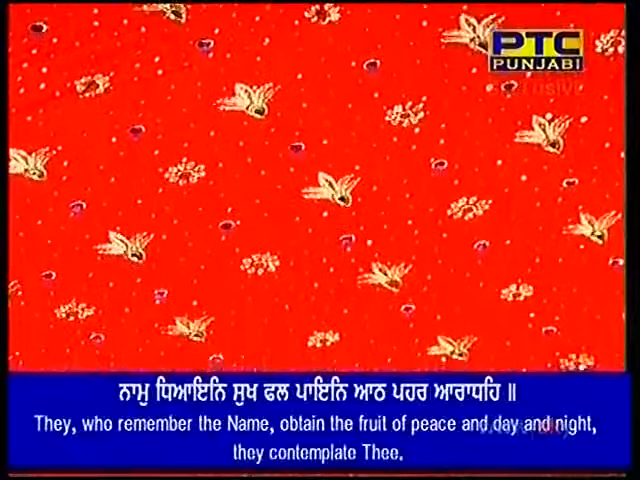 PTC
PUNJABI
EXCLUSIVE
ਨਾਮੁ ਧਿਆਇਨਿ ਸੁਖ ਫਲ ਪਾਇਨਿ ਆਠ ਪਹਰ ਆਰਾਧਹਿ ॥
They, who remember the Name, obtain the fruit of peace and day and night,
they contemplate Thee.